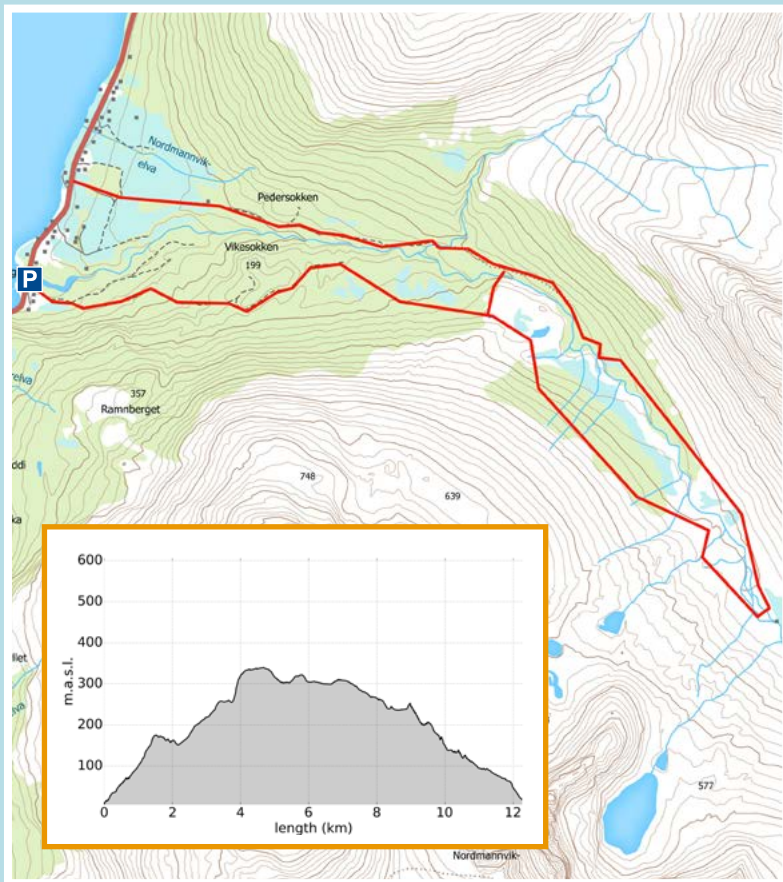 Nordmannvik-
elva
Pedersokken
Vikesokken
199
P
357
Ramnberget
748
639
600
500
400
300
200
100
m.a.s.l.
0
2
4
6
8
10
12
length (km)
577
Nordmannvik-